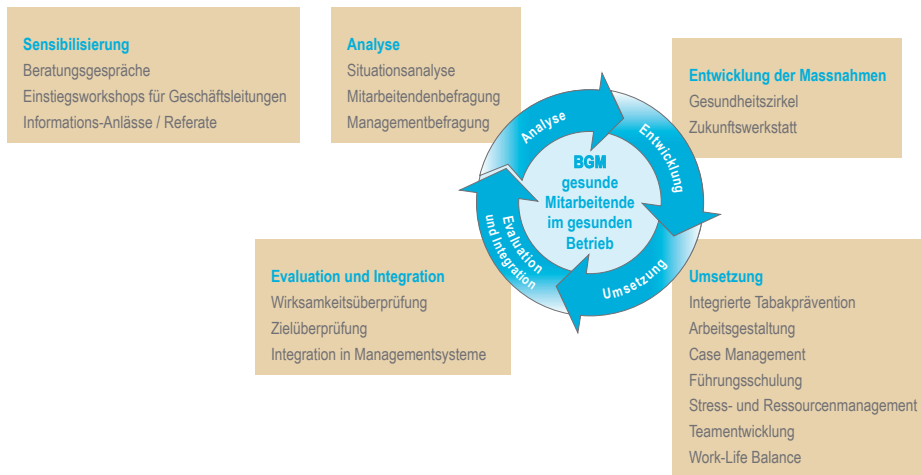 Sensibilisierung
Beratungsgespräche
Einstiegsworkshops für Geschäftsleitungen
Informations-Anlässe / Referate
Analyse
Situationsanalyse
Mitarbeitendenbefragung
Managementbefragung
Entwicklung der Massnahmen
Gesundheitszirkel
Zukunftswerkstatt
Analyse
Entwicklung
Umsetzung
Evaluation
und Integration
BGM
gesunde
Mitarbeitende
im gesunden
Betrieb
Evaluation und Integration
Wirksamkeitsüberprüfung
Zielüberprüfung
Integration in Managementsysteme
Umsetzung
Integrierte Tabakprävention
Arbeitsgestaltung
Case Management
Führungsschulung
Stress- und Ressourcenmanagement
Teamentwicklung
Work-Life Balance